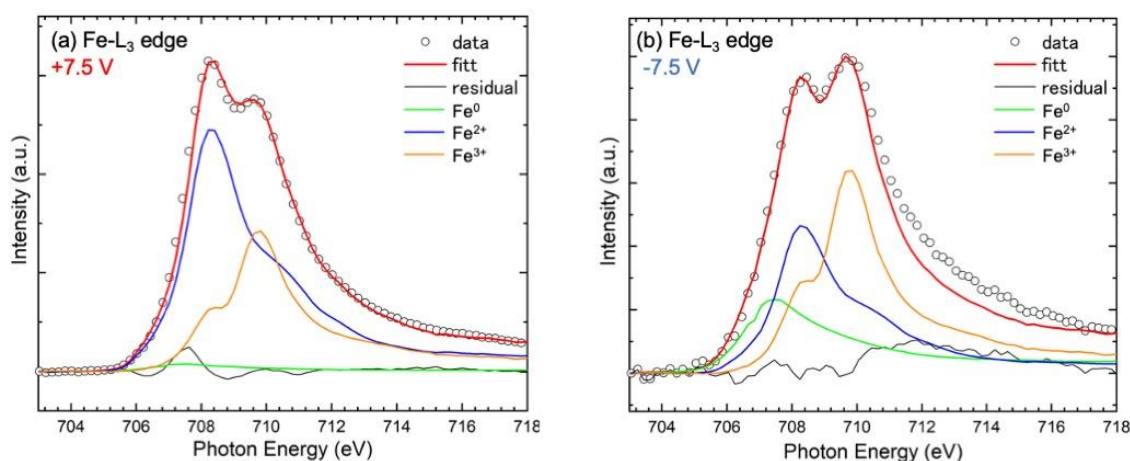 (a) Fe-L₃ edge
+7.5 V
data
fitt
residual
Fe⁰
Fe²⁺
Fe³⁺
Intensity (a.u.)
704 706 708 710 712 714 716 718
Photon Energy (eV)
(b) Fe-L₃ edge
-7.5 V
data
fitt
residual
Fe⁰
Fe²⁺
Fe³⁺
Intensity (a.u.)
704 706 708 710 712 714 716 718
Photon Energy (eV)